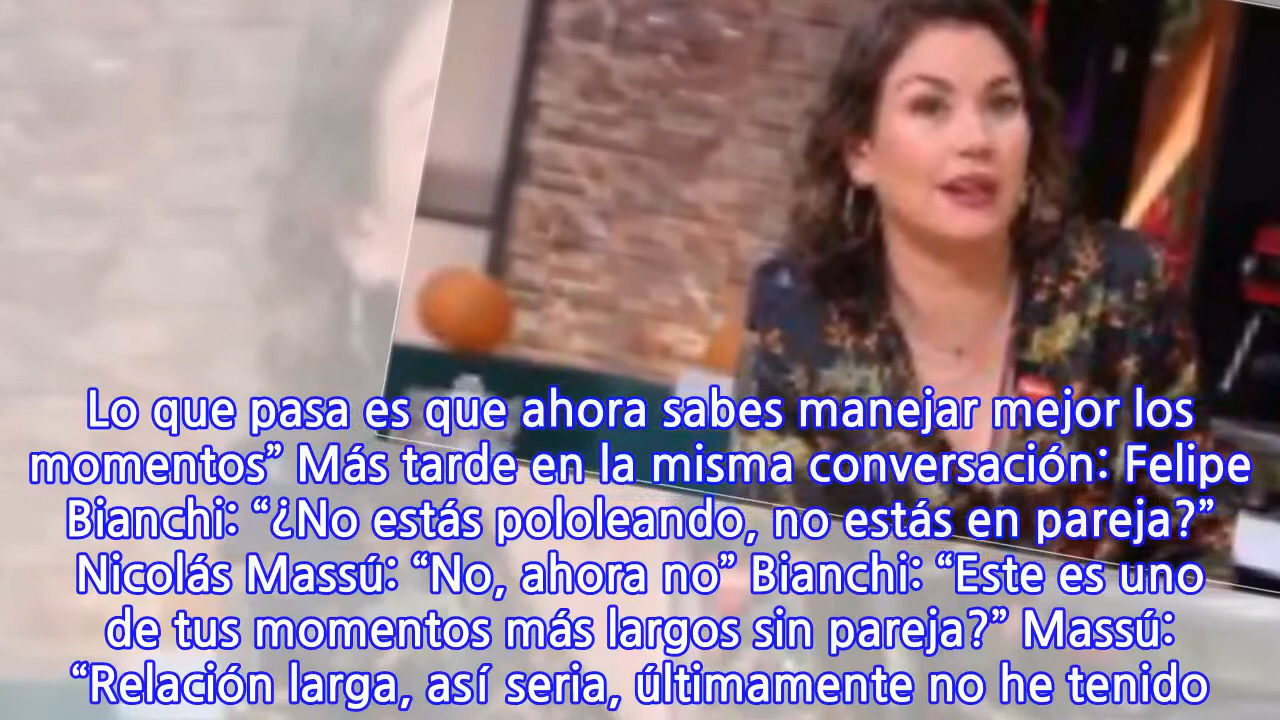 Lo que pasa es que ahora sabes manejar mejor los
momentos” Más tarde en la misma conversación: Felipe
Bianchi: “¿No estás pololeando, no estás en pareja?”
Nicolás Massú: “No, ahora no” Bianchi: “Este es uno
de tus momentos más largos sin pareja?” Massú:
“Relación larga, así seria, últimamente no he tenido